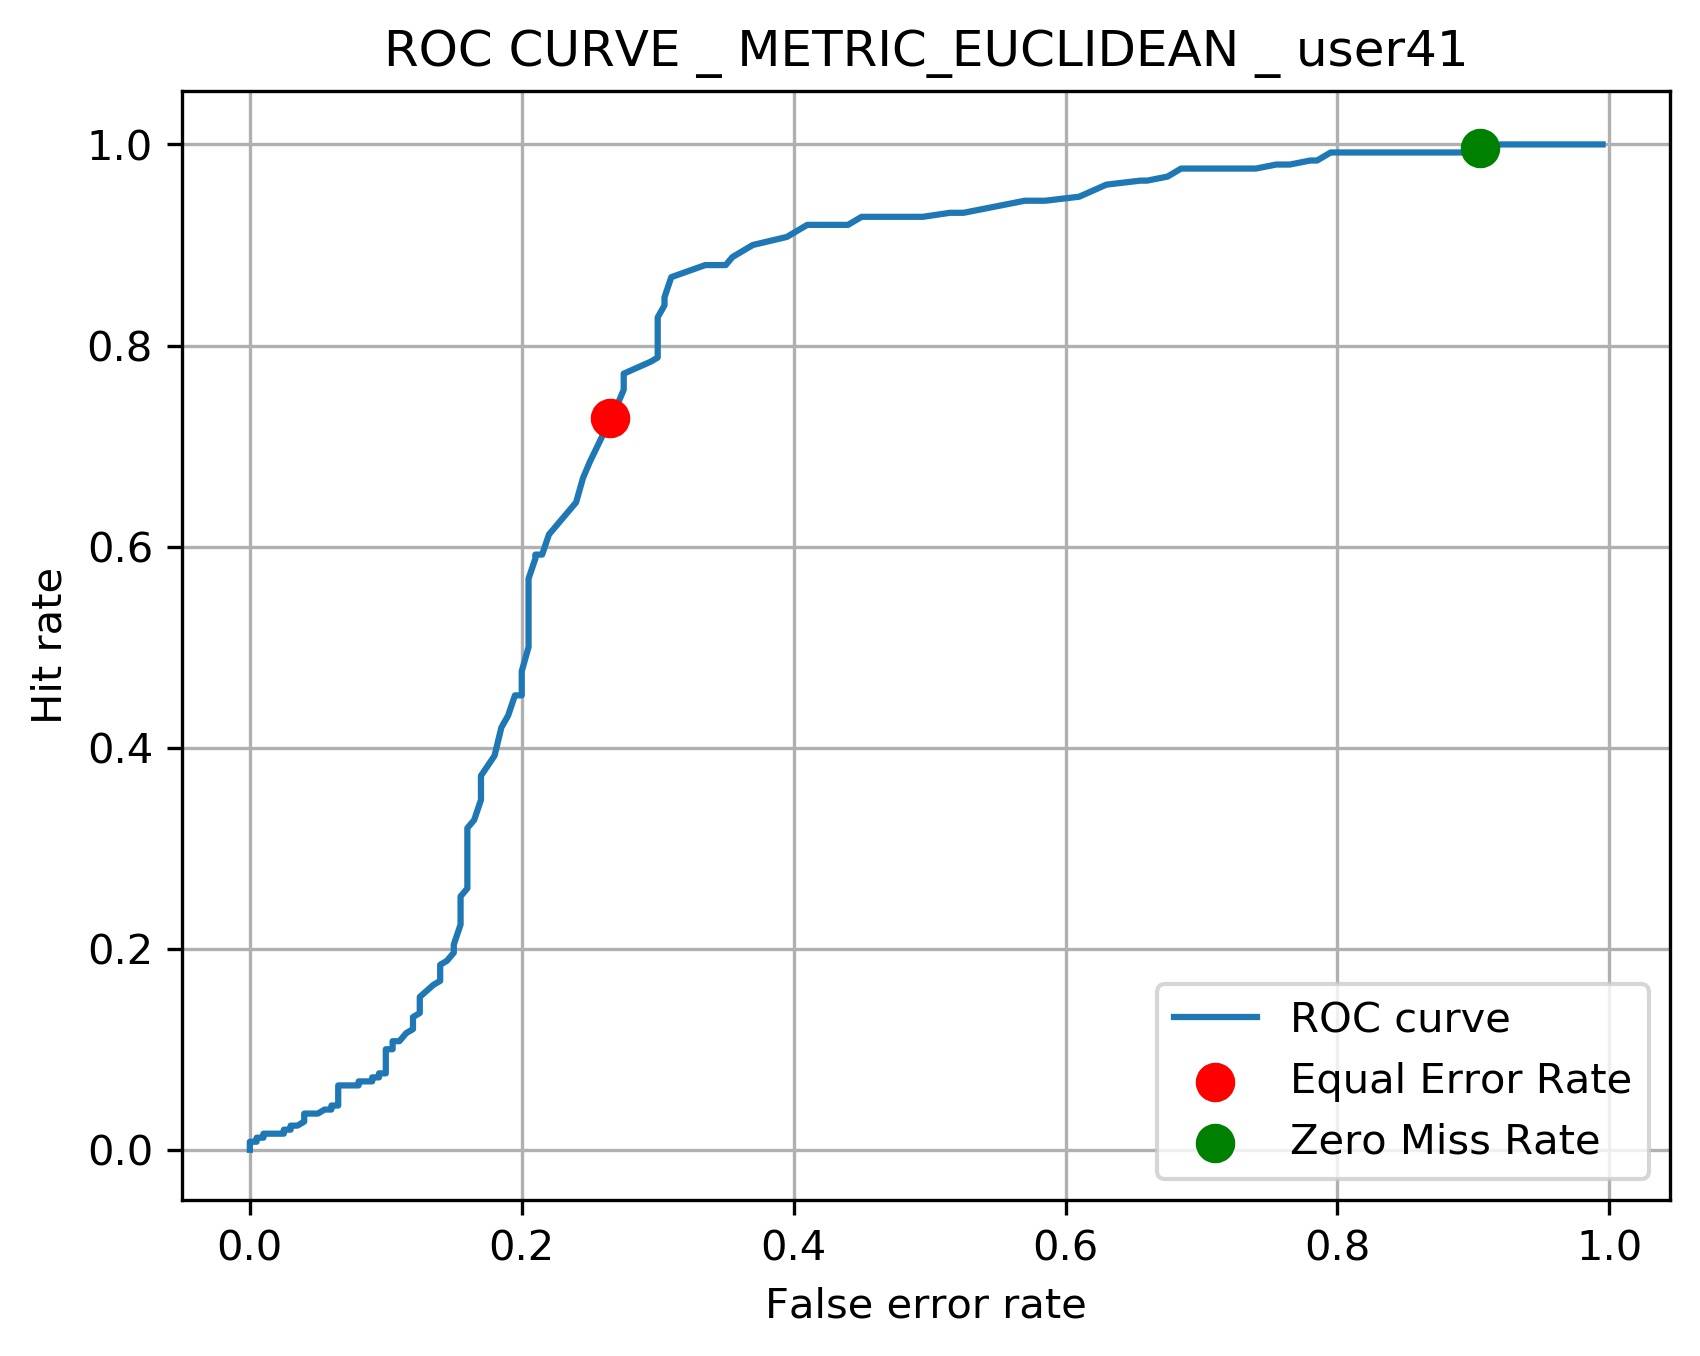 ROC CURVE _ METRIC_EUCLIDEAN _ user41
1.0
0.8
0.6
0.4
0.2
0.0
Hit rate
ROC curve
Equal Error Rate
Zero Miss Rate
0.0 0.2 0.4 0.6 0.8 1.0
False error rate